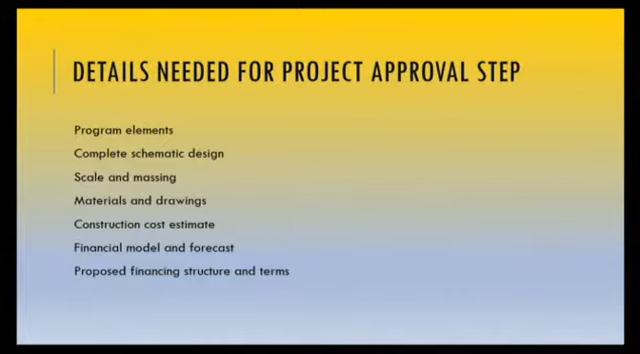 DETAILS NEEDED FOR PROJECT APPROVAL STEP
Program elements
Complete schematic design
Scale and massing
Materials and drawings
Construction cost estimate
Financial model and forecast
Proposed financing structure and terms